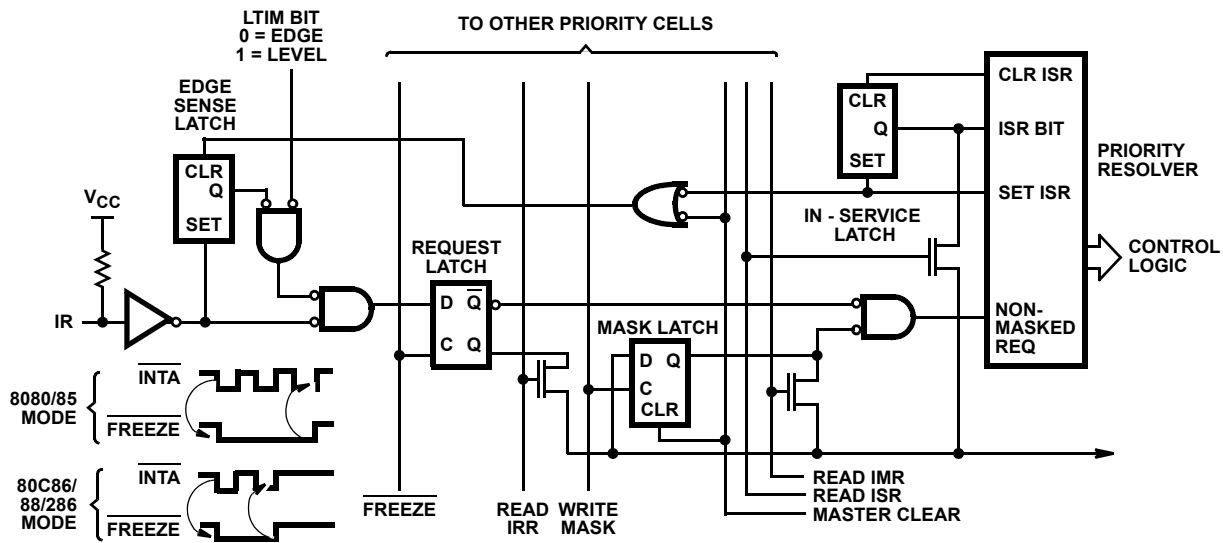 LTIM BIT
0 = EDGE
1 = LEVEL
TO OTHER PRIORITY CELLS
EDGE
SENSE
LATCH
CLR
Q
SET
VCC
IR
REQUEST
LATCH
D Q
C Q
MASK LATCH
D Q
C
CLR
CLR
Q
SET
IN - SERVICE
LATCH
CLR ISR
ISR BIT
SET ISR
NON-
MASKED
REQ
PRIORITY
RESOLVER
CONTROL
LOGIC
8080/85
MODE
INTA
FREEZE
80C86/
88/286
MODE
INTA
FREEZE
FREEZE
READ
IRR
WRITE
MASK
READ IMR
READ ISR
MASTER CLEAR